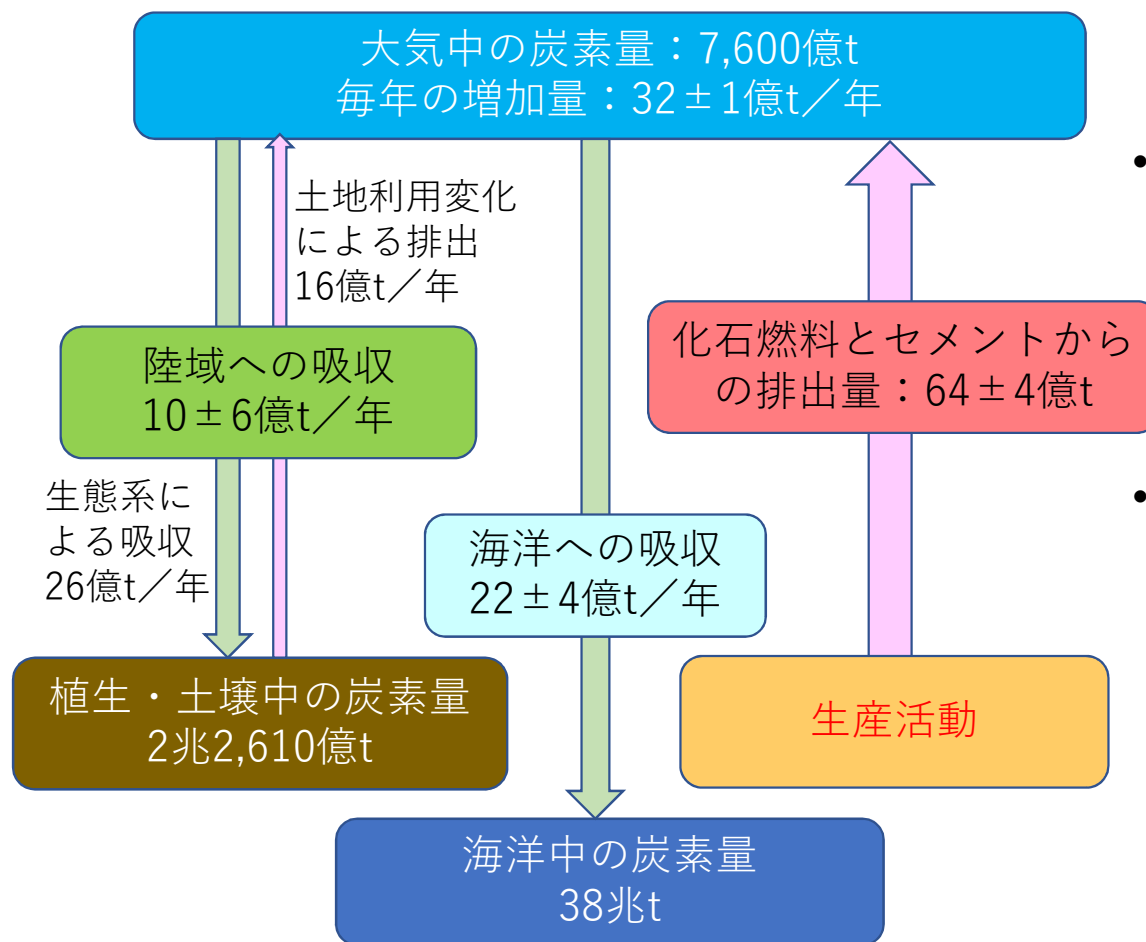 大気中の炭素量：7,600億t
毎年の増加量：32±1億t／年
土地利用変化
による排出
16億t／年
陸域への吸収
10±6億t／年
化石燃料とセメントから
の排出量：64±4億t
生態系に
よる吸収
26億t／年
海洋への吸収
22±4億t／年
植生・土壌中の炭素量
2兆2,610億t
生産活動
海洋中の炭素量
38兆t